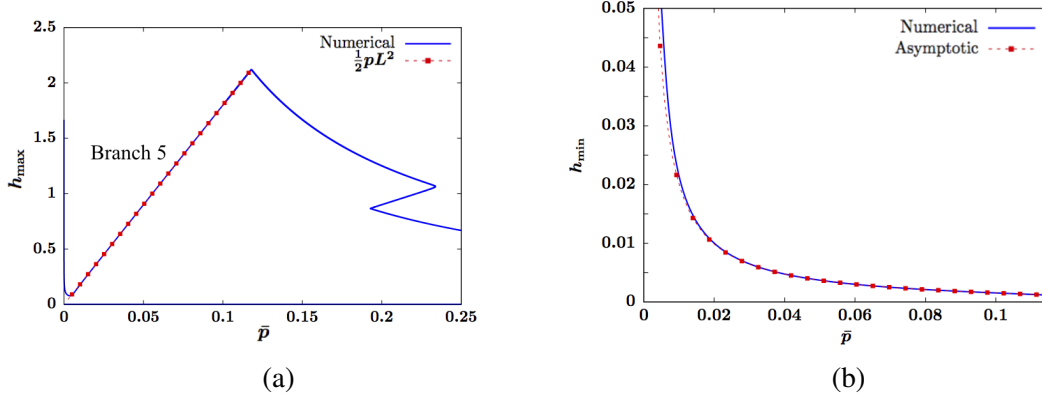 Numerical
½pL²
Branch 5
h_max
2.5
2
1.5
1
0.5
0
0
0.05
0.1
0.15
0.2
0.25
p̄
(a)
Numerical
Asymptotic
h_min
0.05
0.04
0.03
0.02
0.01
0
0
0.02
0.04
0.06
0.08
0.1
p̄
(b)